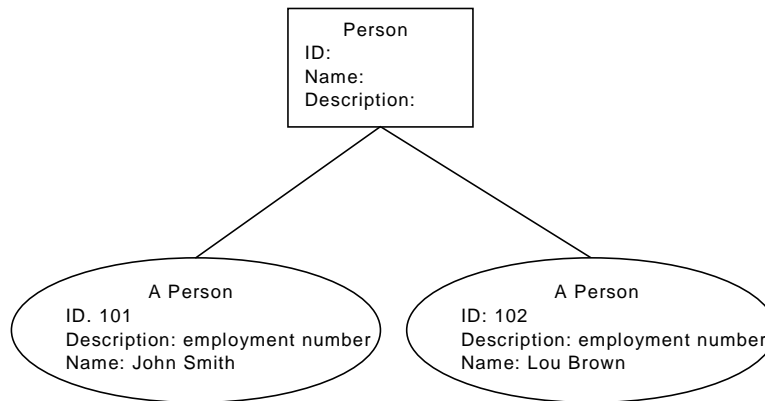 Person
ID:
Name:
Description:
A Person
ID. 101
Description: employment number
Name: John Smith
A Person
ID: 102
Description: employment number
Name: Lou Brown